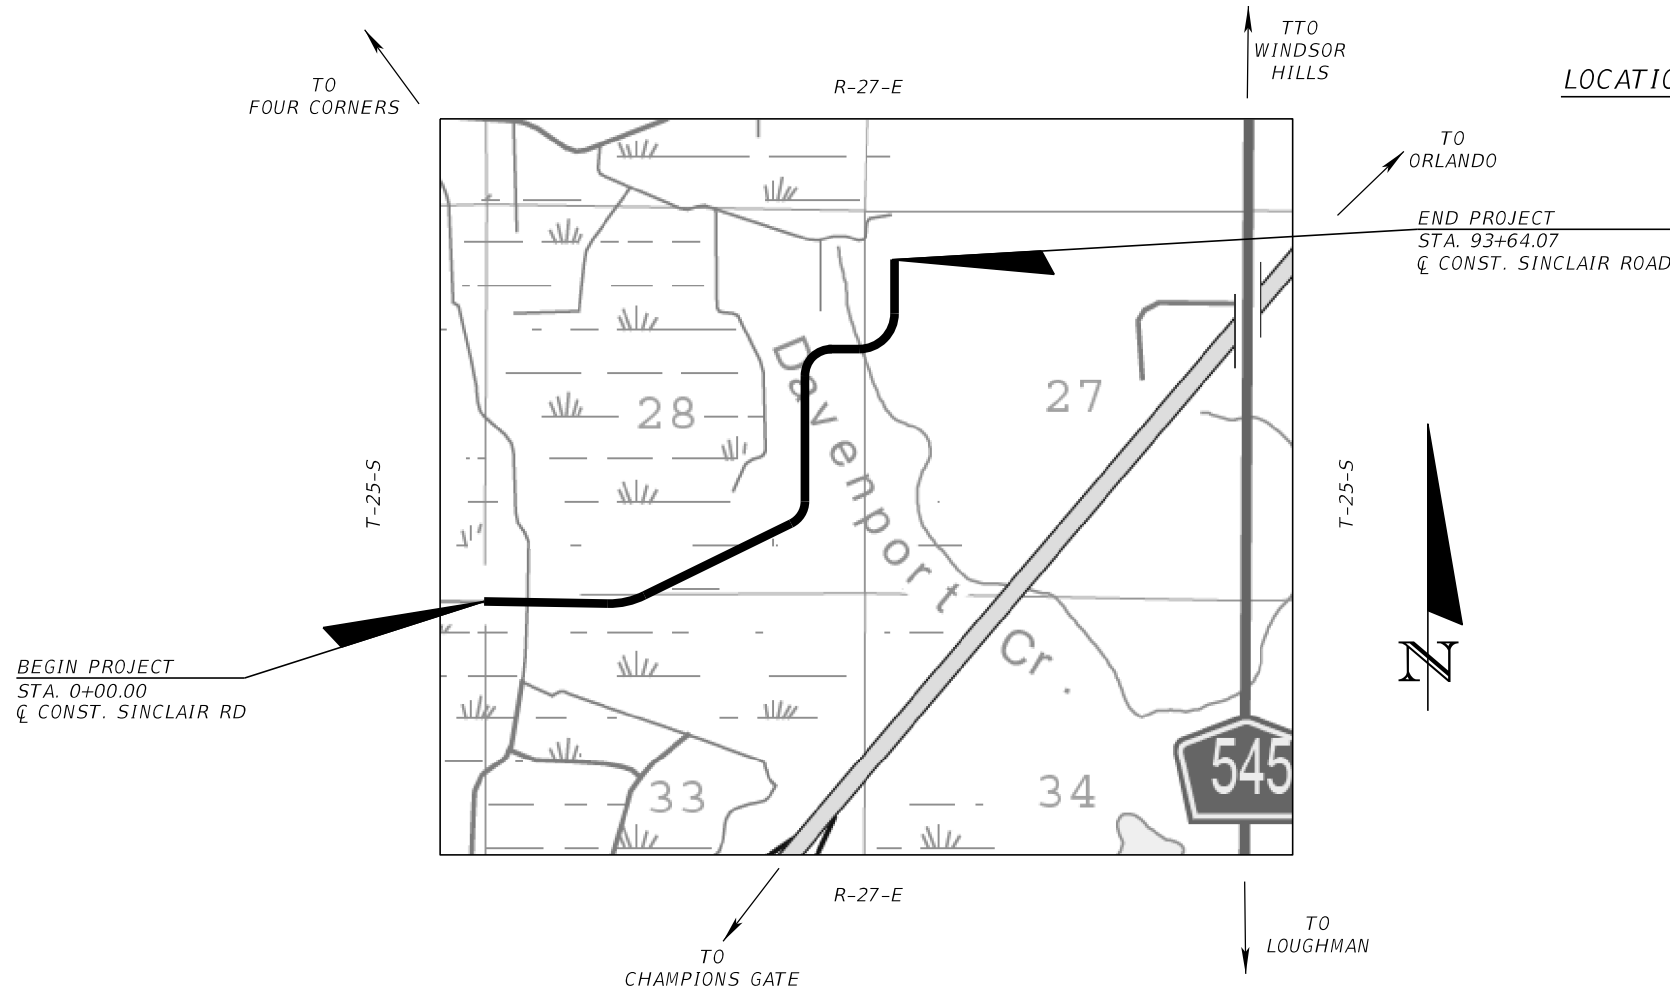 TTO
WINDSOR
HILLS
LOCATIO
TO
FOUR CORNERS
R-27-E
TO
ORLANDO
END PROJECT
STA. 93+64.07
℄ CONST. SINCLAIR ROAD
28
27
Davenport Cr.
T-25-S
T-25-S
N
BEGIN PROJECT
STA. 0+00.00
℄ CONST. SINCLAIR RD
33
34
545
R-27-E
TO
LOUGHMAN
TO
CHAMPIONS GATE